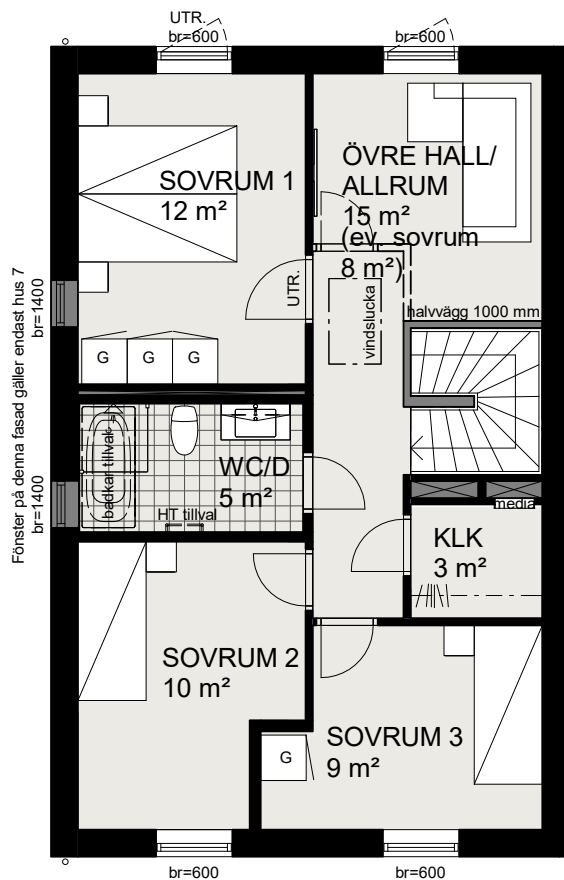 UTR.
br=600
br=600
SOVRUM 1
12 m²
ÖVRE HALL/
ALLRUM
15 m²
(ev. sovrum
8 m²)
UTR.
vindslucka
halvvägg 1000 mm
G
G
G
Fönster på denna fasad gäller endast hus 7
br=1400
br=1400
badkar tillval
WC/D
5 m²
HT tillval
media
KLK
3 m²
SOVRUM 2
10 m²
SOVRUM 3
9 m²
G
br=600
br=600